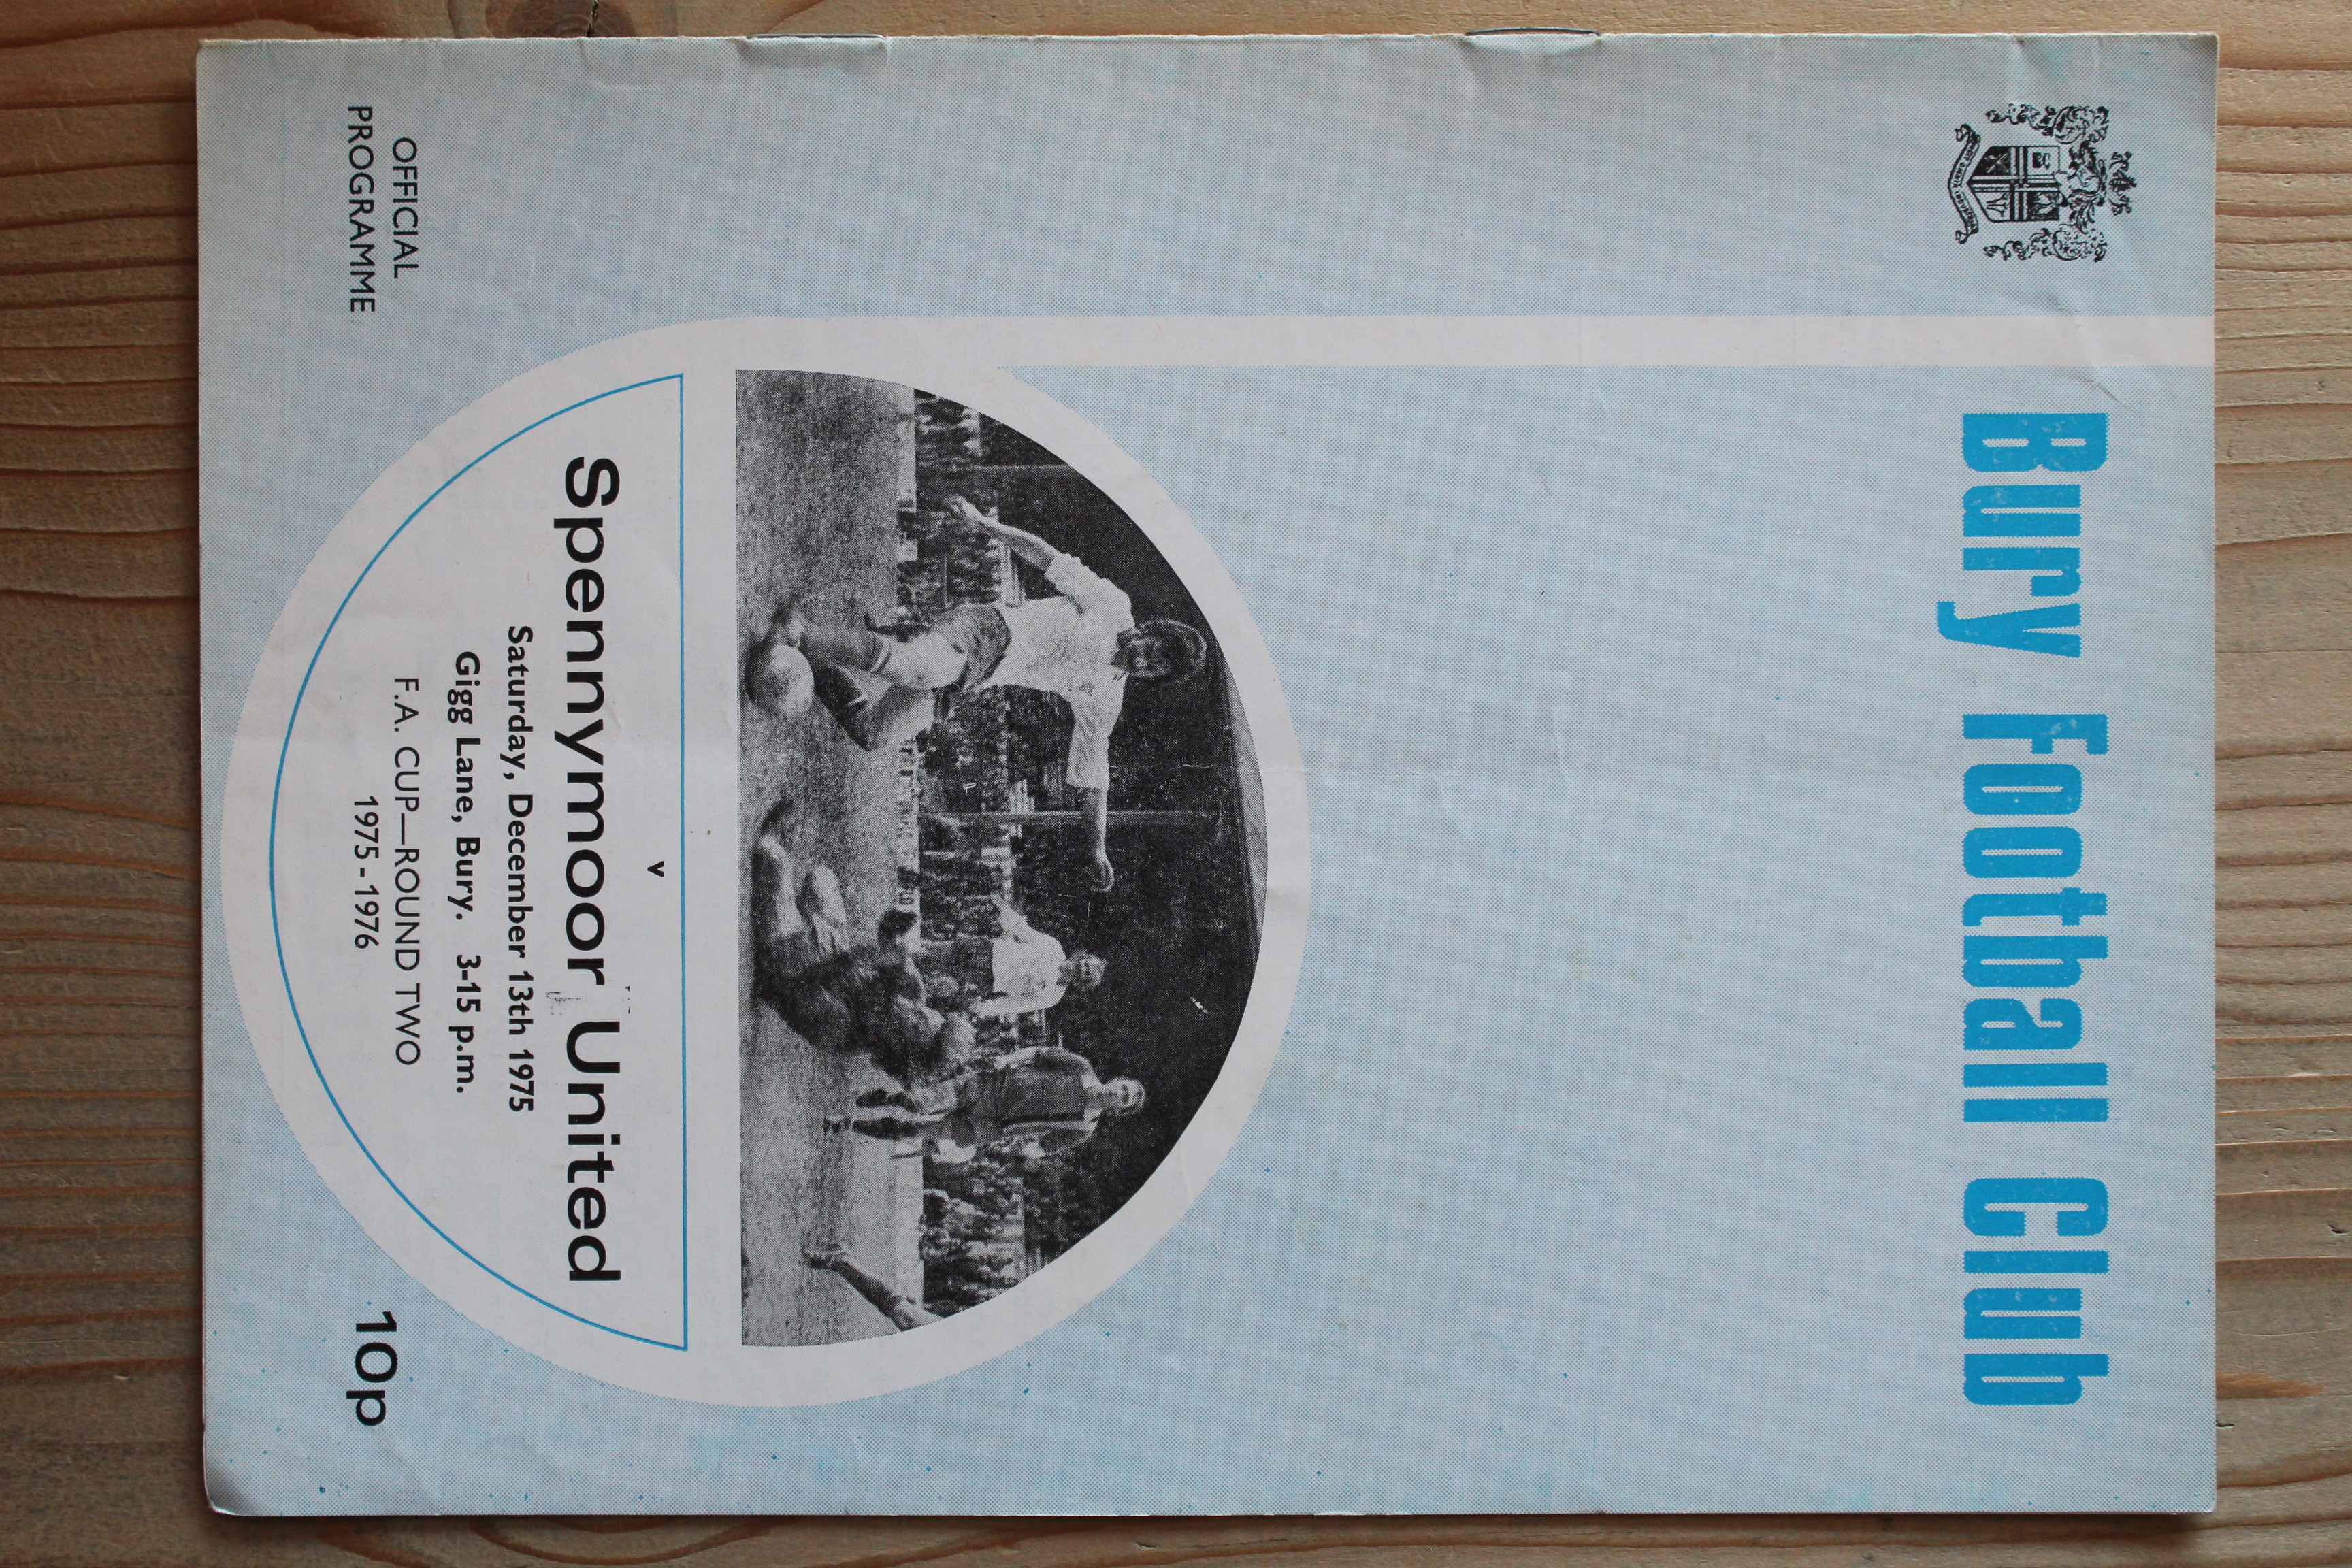 Bury Football Club
v
Spennymoor United
Saturday, December 13th 1975
Gigg Lane, Bury. 3-15 p.m.
F.A. CUP—ROUND TWO
1975-1976
OFFICIAL
PROGRAMME
10p